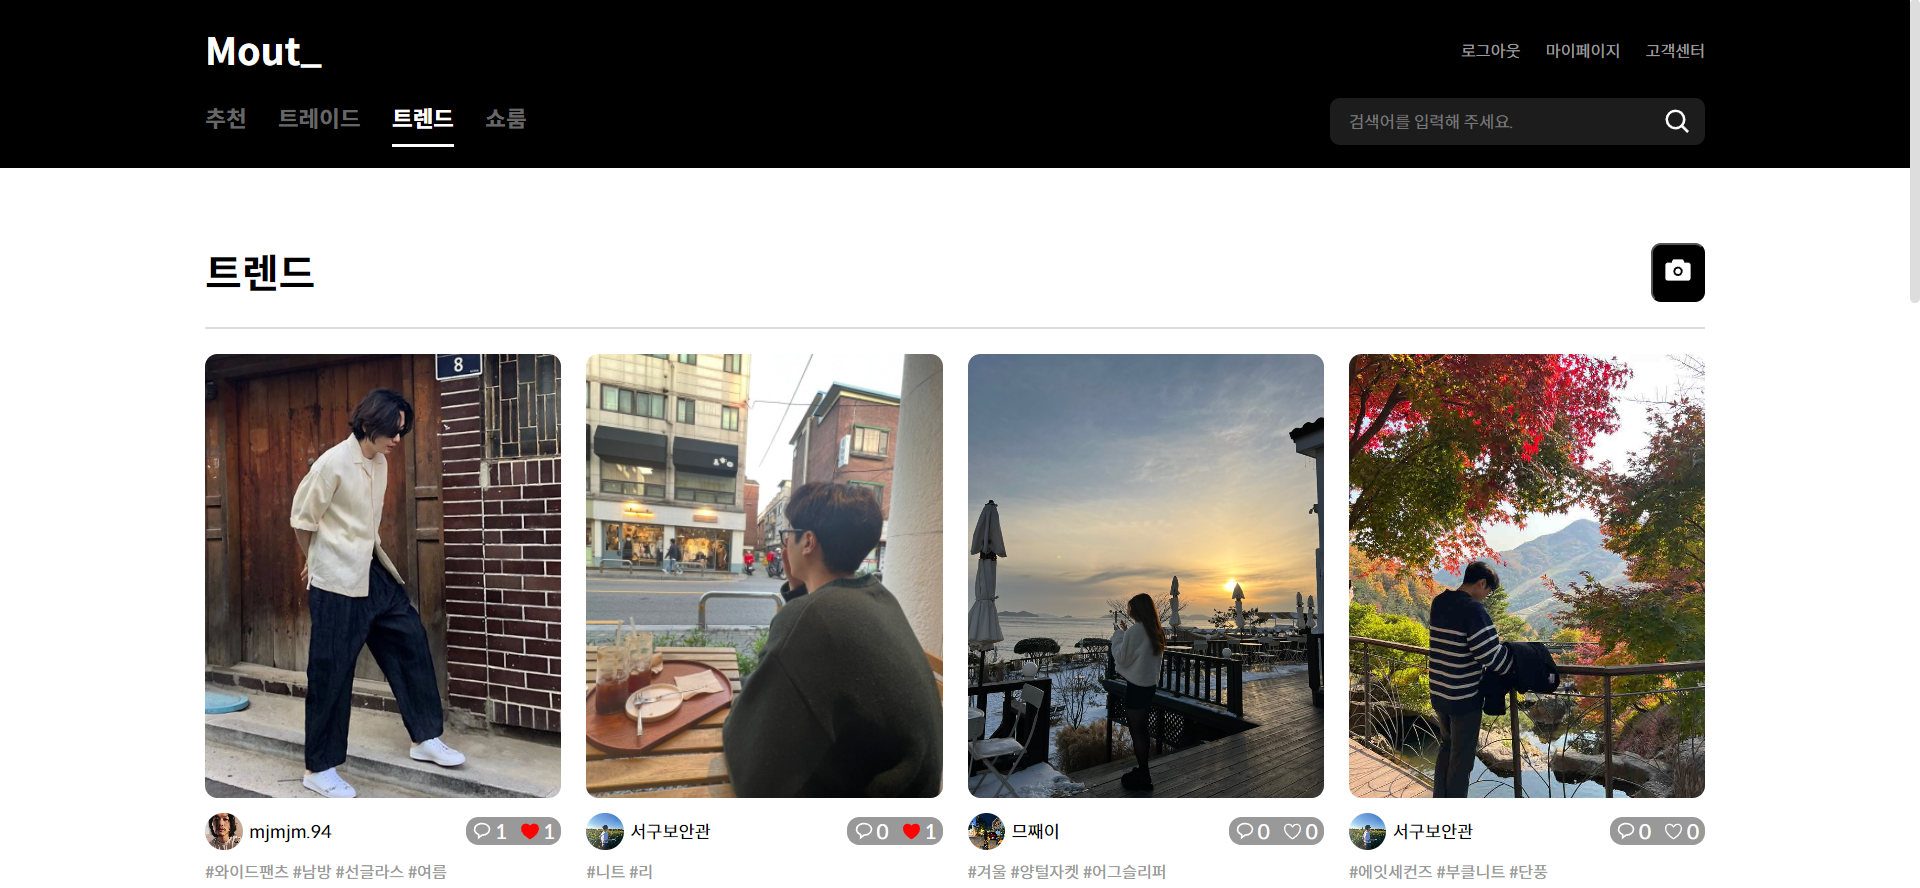 Mout_
로그아웃 마이페이지 고객센터
추천 트레이드 트렌드 쇼룸
검색어를 입력해 주세요.
트렌드
8
mjmjm.94 1 1
서구보안관 0 1
므째이 0 0
서구보안관 0 0
#와이드팬츠 #남방 #선글라스 #여름
#니트 #리
#겨울 #양털자켓 #어그슬리퍼
#에잇세컨즈 #부클니트 #단풍